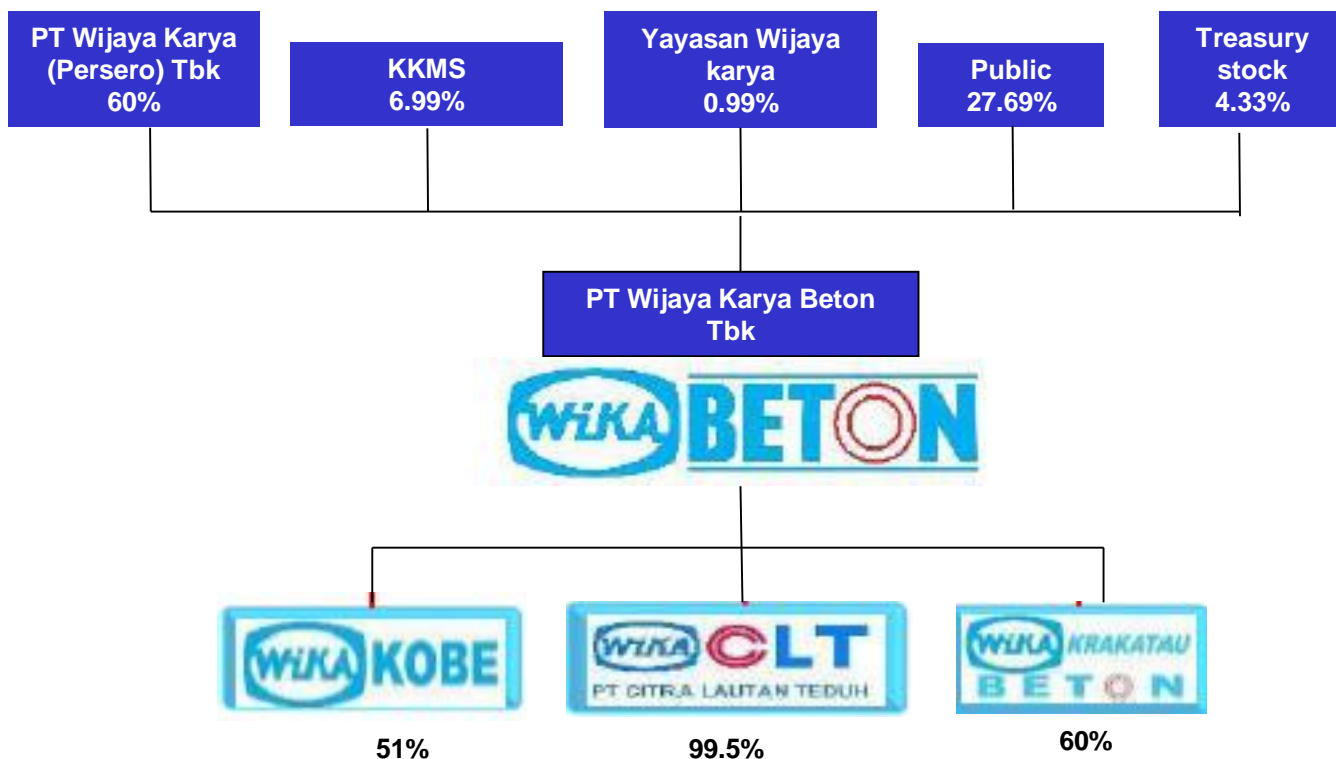 PT Wijaya Karya
(Persero) Tbk
60%
KKMS
6.99%
Yayasan Wijaya
karya
0.99%
Public
27.69%
Treasury
stock
4.33%
PT Wijaya Karya Beton
Tbk
WIKA BETON
WIKA KOBE
WIKA CLT
PT CITRA LAUTAN TEDUH
WIKA KRAKATAU
BETON
51%
99.5%
60%